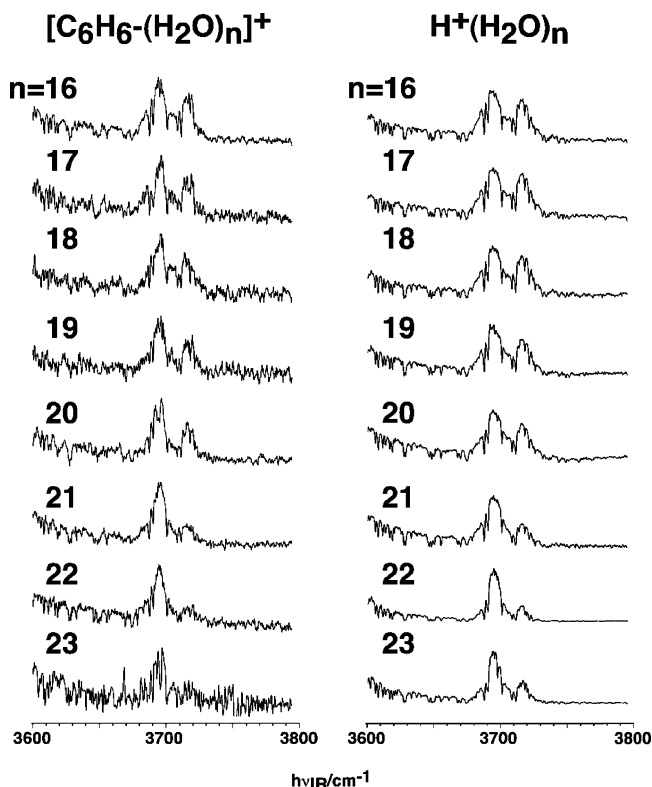 [C6H6-(H2O)n]+ H+(H2O)n
n=16 n=16
17 17
18 18
19 19
20 20
21 21
22 22
23 23
3600 3700 3800 3600 3700 3800
hνIR/cm-1